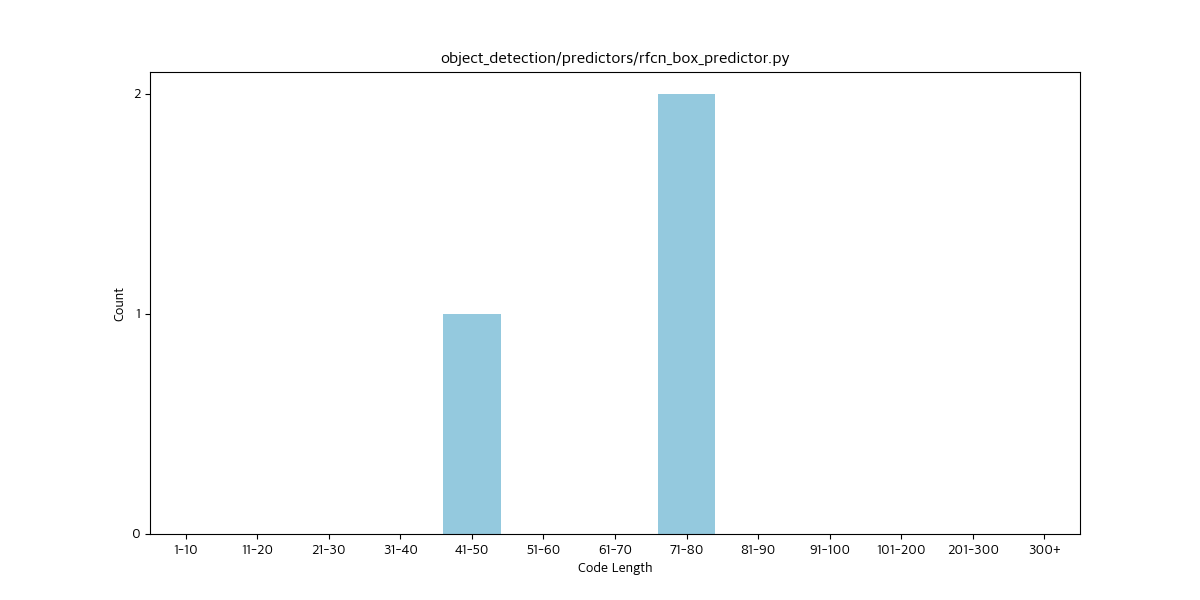 object_detection/predictors/rfcn_box_predictor.py
2
1
0
Count
1-10 11-20 21-30 31-40 41-50 51-60 61-70 71-80 81-90 91-100 101-200 201-300 300+
Code Length